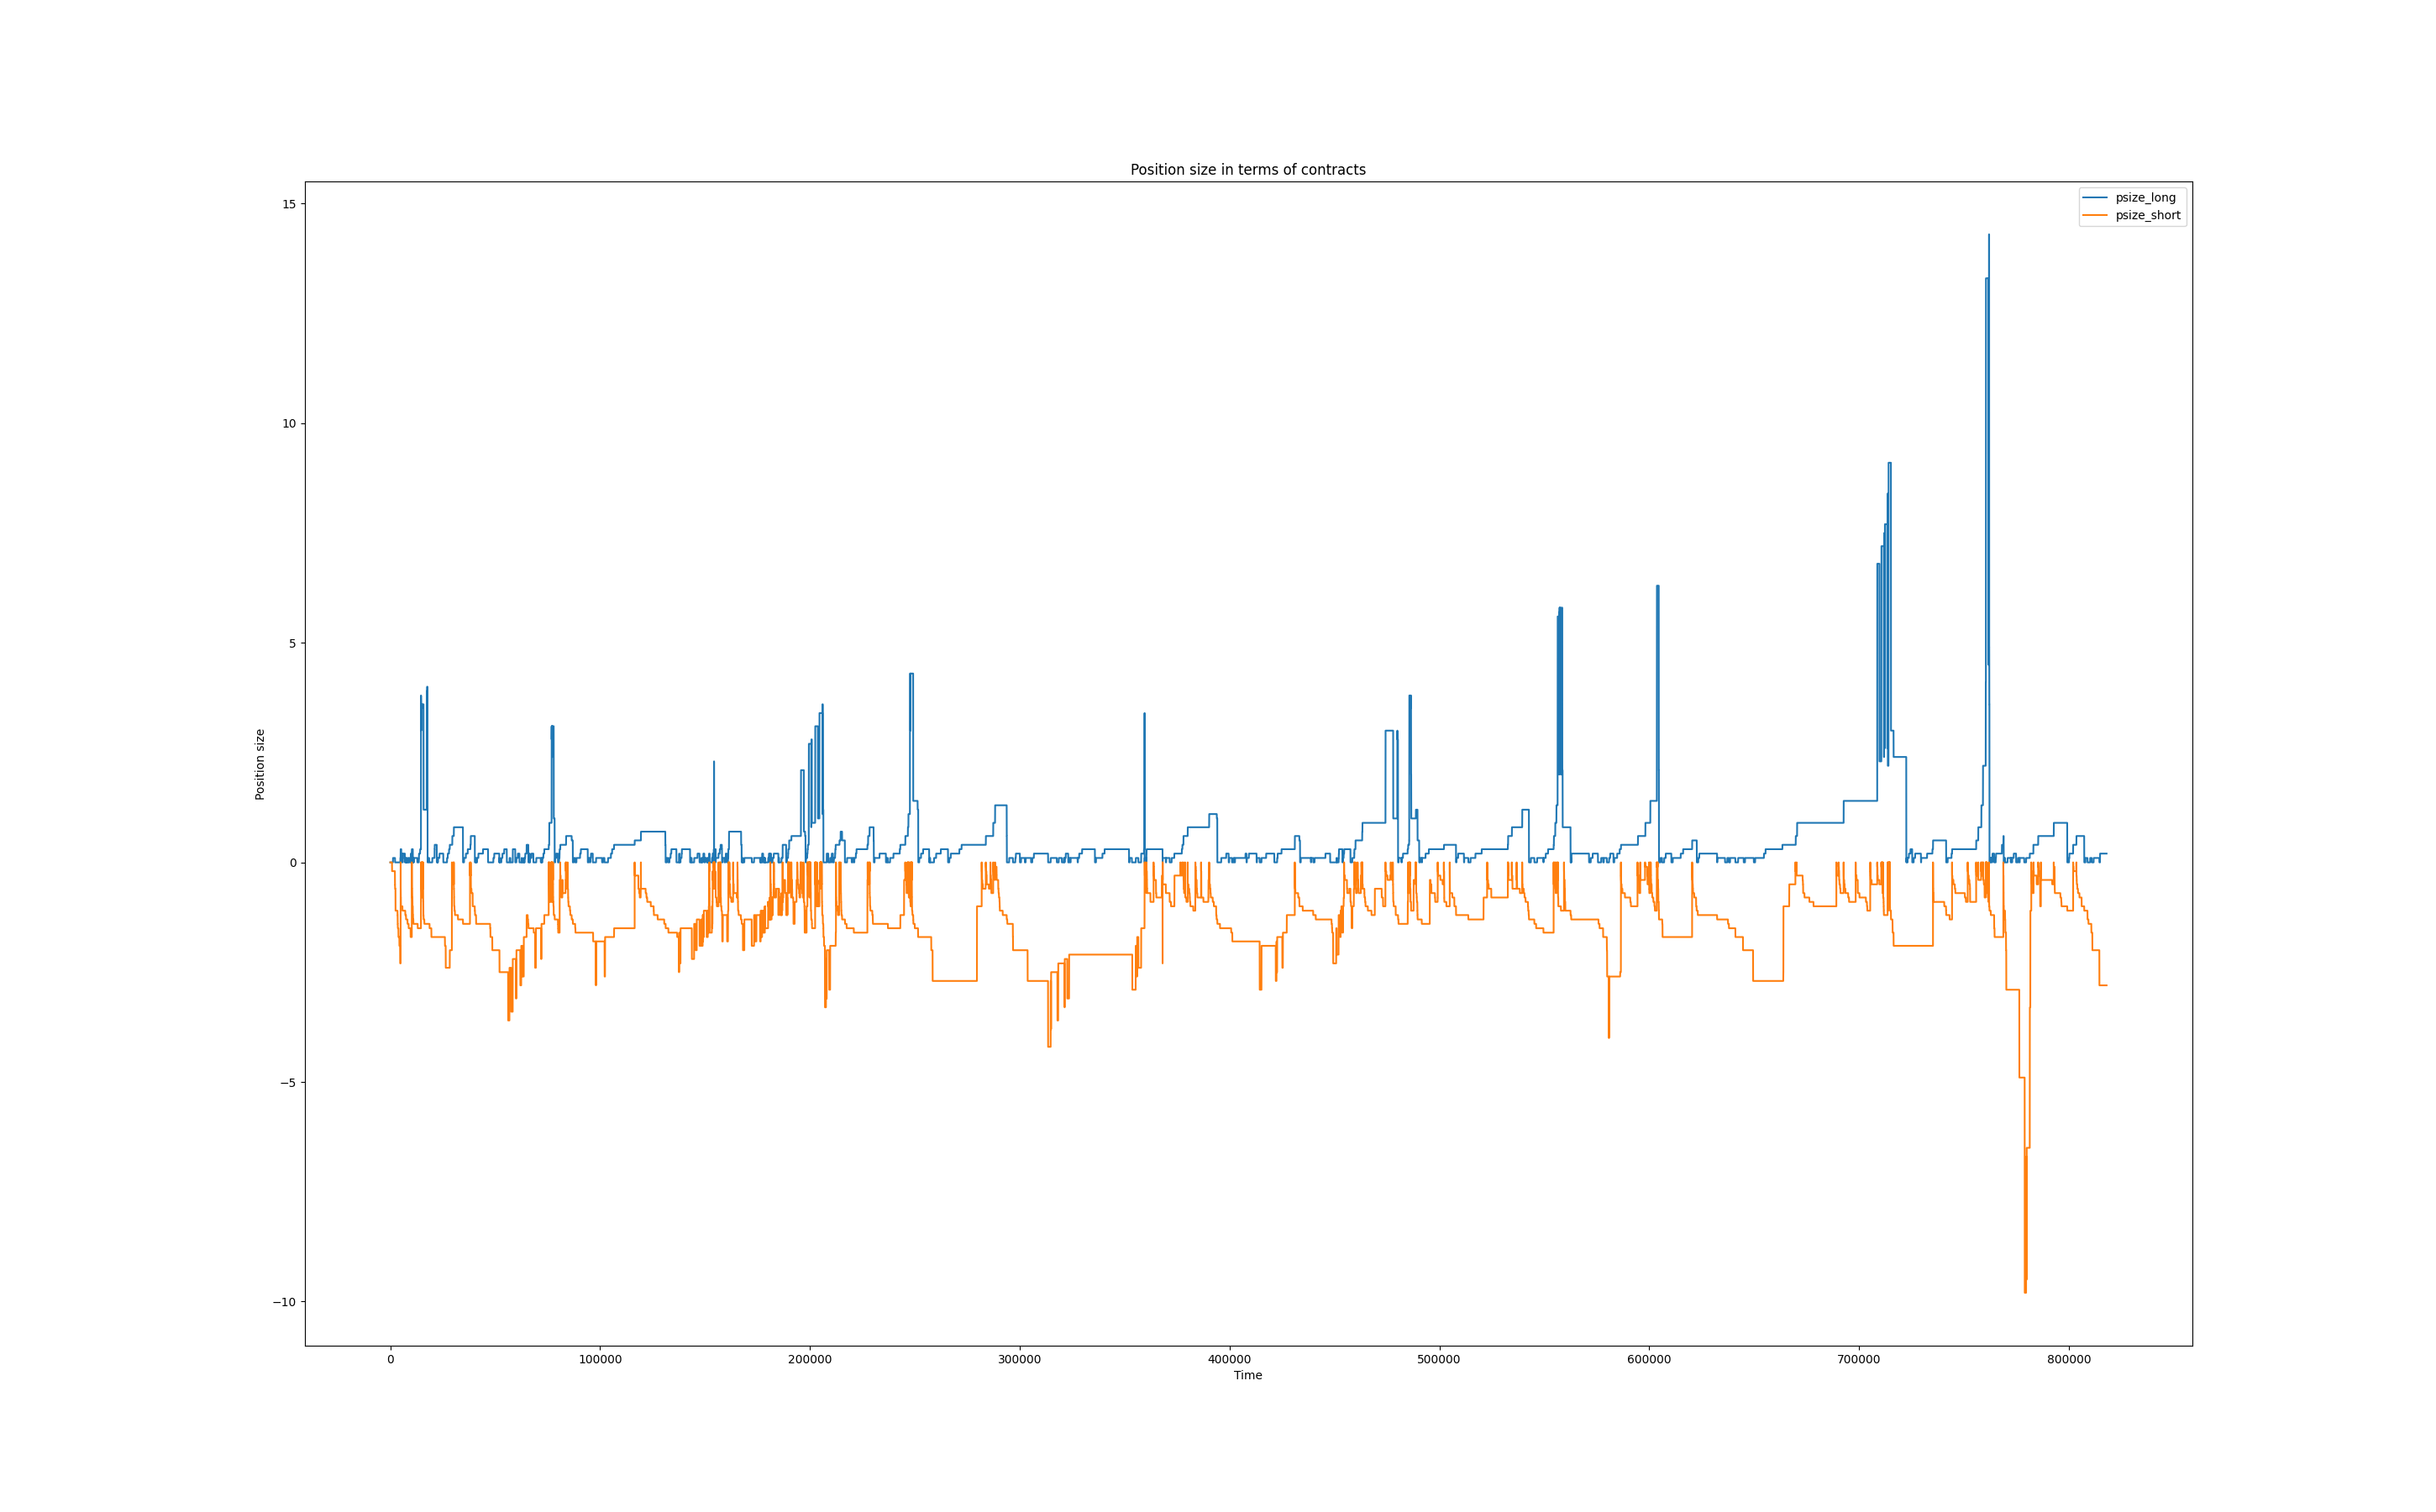 Position size in terms of contracts
psize_long
psize_short
15
10
5
0
−5
−10
Position size
0 100000 200000 300000 400000 500000 600000 700000 800000
Time